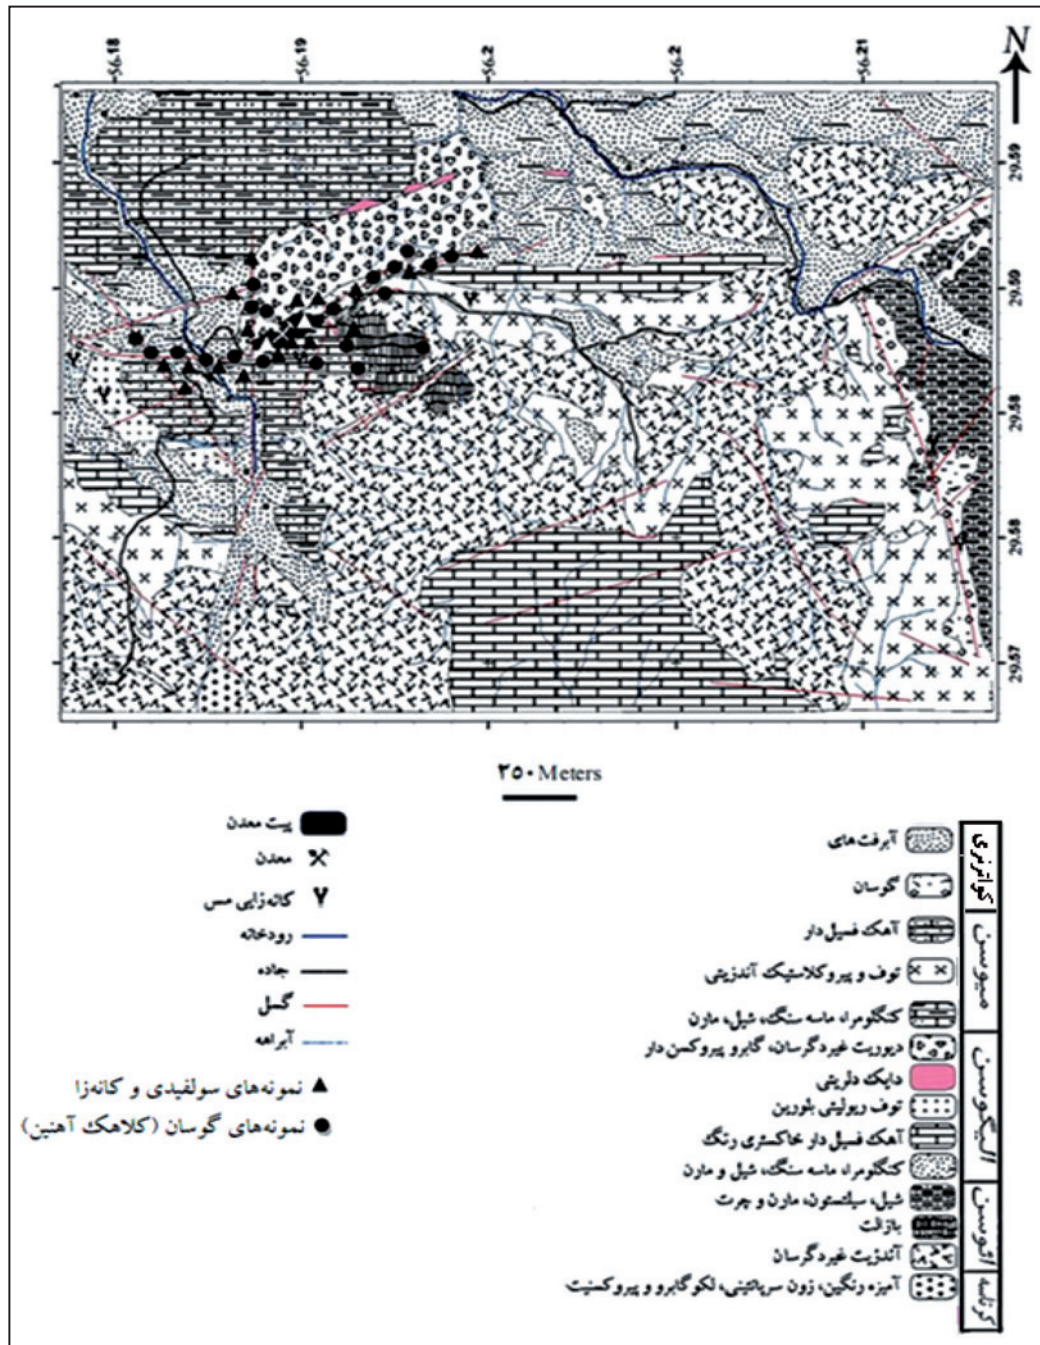 N
56.18
56.19
56.2
56.2
56.21
29.59
29.59
29.58
29.58
29.57
۳۵۰ Meters
کواترنری
آبرفت‌های
گوسان
میوسن
آهک فسیل دار
توف و پیروکلاستیک آندزیتی
کنگلومرا، ماسه سنگ، شیل، مارن
الیگوسن
دیوریت غیردگرسان، گابرو پیروکسن دار
دایک دلریتی
توف ریولیتی بلورین
آهک فسیل دار خاکستری رنگ
کنگلومرا، ماسه سنگ، شیل و مارن
ائوسن
شیل، سیلتستون، مارن و چرت
بازالت
آندزیت غیردگرسان
کرتاسه
آمیزه رنگین، زون سرپانتینی، لکوگابرو و پیروکسنیت
پیت معدن
معدن
کانه‌زایی مس
رودخانه
جاده
گسل
آبراهه
نمونه‌های سولفیدی و کانه‌زا
نمونه‌های گوسان (کلاهک آهنین)